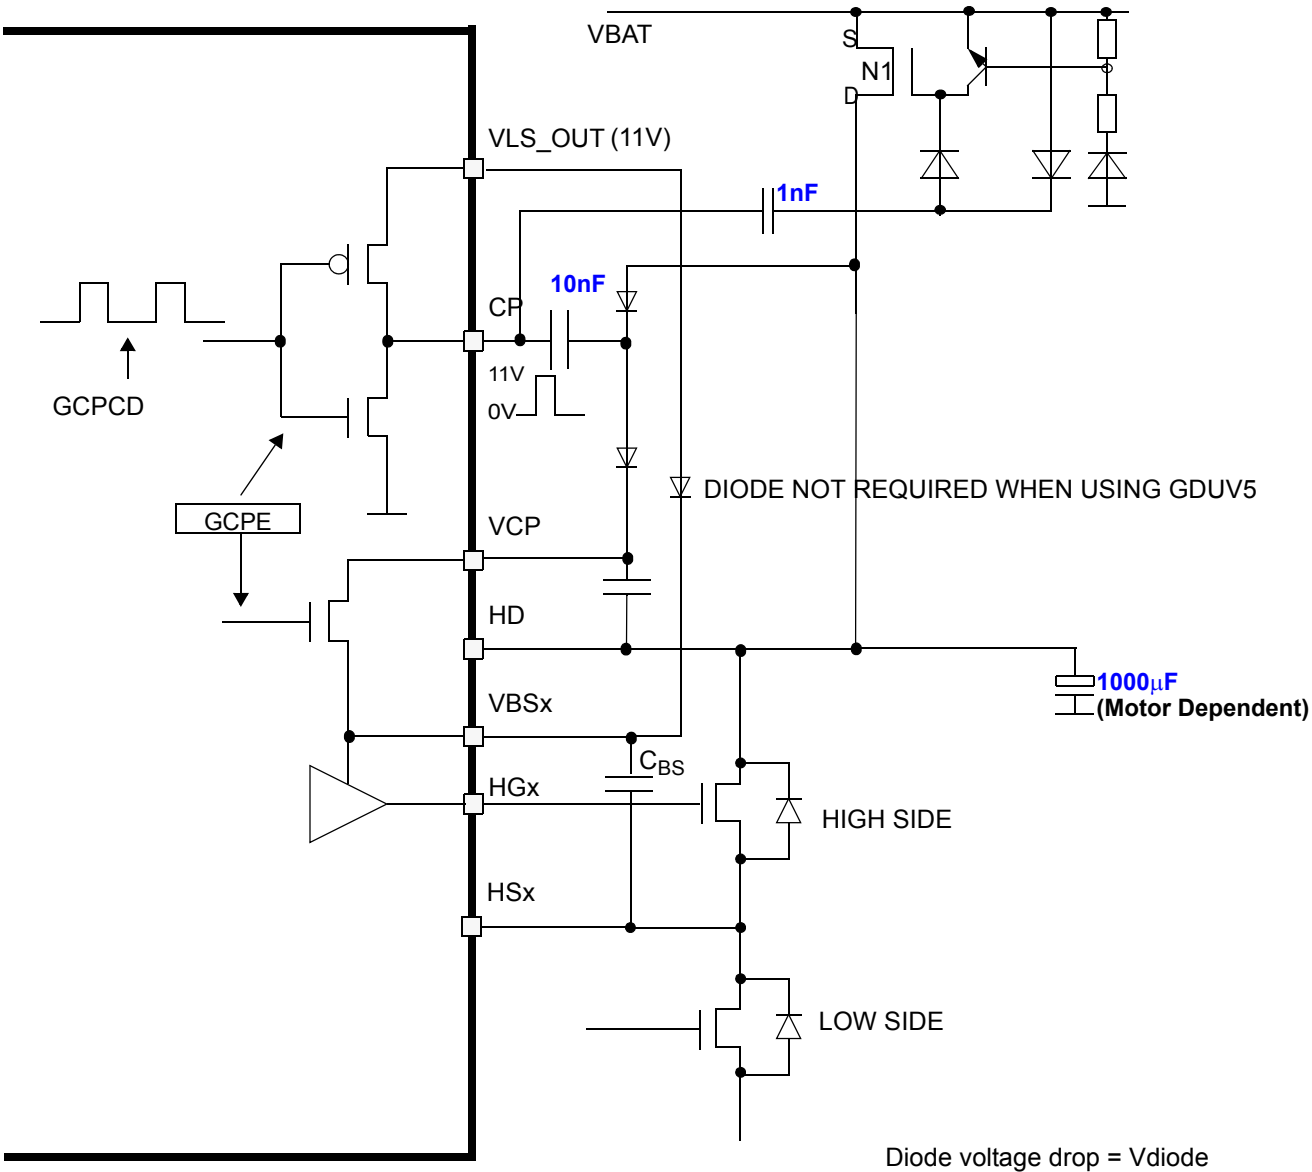 VBAT
S
N1
D
VLS_OUT (11V)
1nF
10nF
CP
11V
0V
GCPCD
DIODE NOT REQUIRED WHEN USING GDUV5
GCPE
VCP
HD
1000μF
(Motor Dependent)
VBSx
CBS
HGx
HIGH SIDE
HSx
LOW SIDE
Diode voltage drop = Vdiode